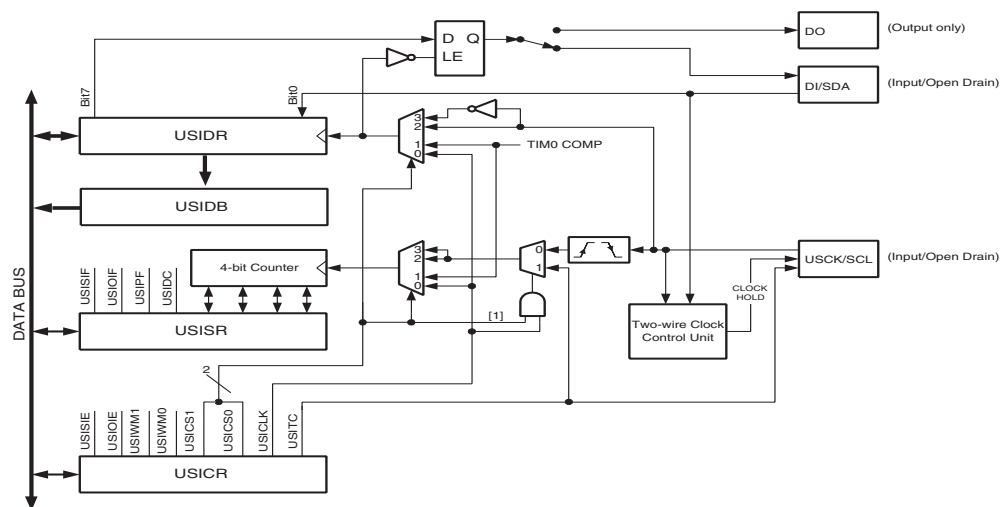 D Q
LE
DO
(Output only)
DI/SDA
(Input/Open Drain)
Bit7
Bit0
USIDR
3
2
1
0
TIM0 COMP
USIDB
DATA BUS
4-bit Counter
3
2
1
0
0
1
USCK/SCL
(Input/Open Drain)
CLOCK
HOLD
USISIF
USIOIF
USIPF
USIDC
USISR
[1]
Two-wire Clock
Control Unit
2
USISIE
USIOIE
USIWM1
USIWM0
USICS1
USICS0
USICLK
USITC
USICR